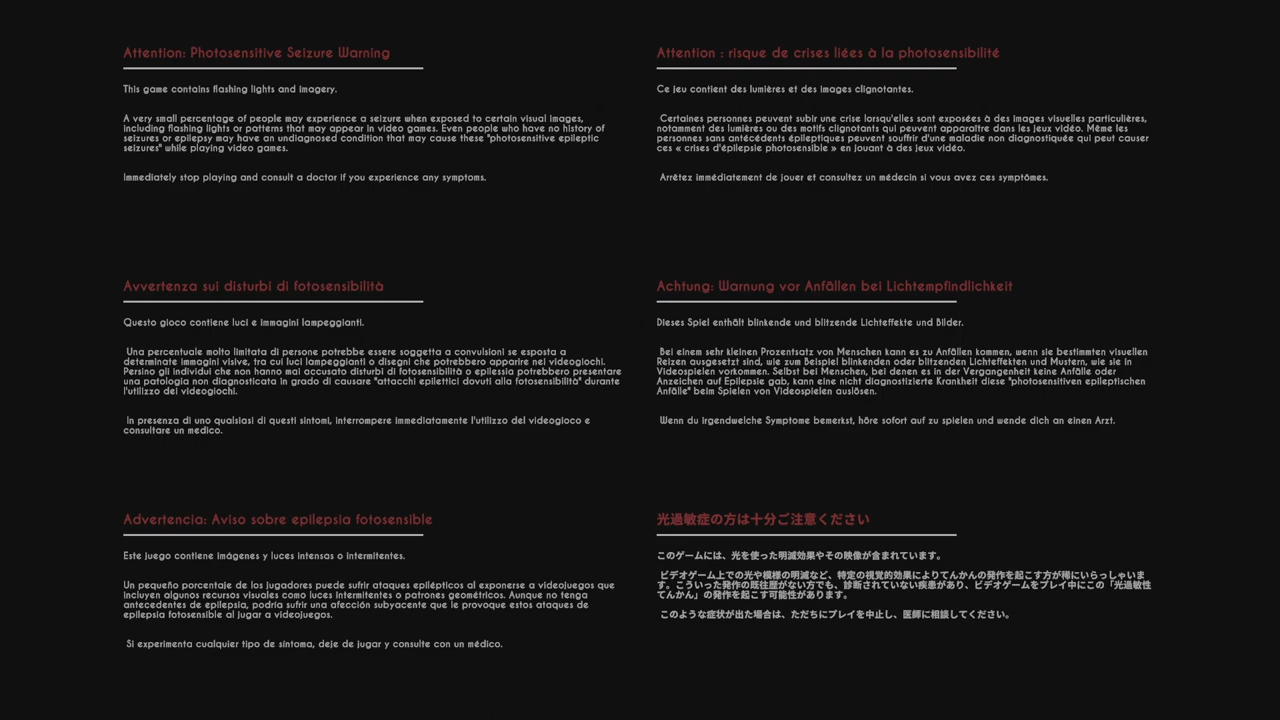 Attention: Photosensitive Seizure Warning
This game contains flashing lights and imagery.
A very small percentage of people may experience a seizure when exposed to certain visual images,
including flashing lights or patterns that may appear in video games. Even people who have no history of
seizures or epilepsy may have an undiagnosed condition that may cause these "photosensitive epileptic
seizures" while playing video games.
Immediately stop playing and consult a doctor if you experience any symptoms.
Attention : risque de crises liées à la photosensibilité
Ce jeu contient des lumières et des images clignotantes.
Certaines personnes peuvent subir une crise lorsqu'elles sont exposées à des images visuelles particulières,
notamment des lumières ou des motifs clignotants qui peuvent apparaître dans les jeux vidéo. Même les
personnes sans antécédents épileptiques peuvent souffrir d'une maladie non diagnostiquée qui peut causer
ces « crises d'épilepsie photosensible » en jouant à des jeux vidéo.
Arrêtez immédiatement de jouer et consultez un médecin si vous avez ces symptômes.
Avvertenza sui disturbi di fotosensibilità
Questo gioco contiene luci e immagini lampeggianti.
Una percentuale molto limitata di persone potrebbe essere soggetta a convulsioni se esposta a
determinate immagini visive, tra cui luci lampeggianti o disegni che potrebbero apparire nei videogiochi.
Persino gli individui che non hanno mai accusato disturbi di fotosensibilità o epilessia potrebbero presentare
una patologia non diagnosticata in grado di causare "attacchi epilettici dovuti alla fotosensibilità" durante
l'utilizzo dei videogiochi.
In presenza di uno qualsiasi di questi sintomi, interrompere immediatamente l'utilizzo del videogioco e
consultare un medico.
Achtung: Warnung vor Anfällen bei Lichtempfindlichkeit
Dieses Spiel enthält blinkende und blitzende Lichteffekte und Bilder.
Bei einem sehr kleinen Prozentsatz von Menschen kann es zu Anfällen kommen, wenn sie bestimmten visuellen
Reizen ausgesetzt sind, wie zum Beispiel blinkenden oder blitzenden Lichteffekten und Mustern, wie sie in
Videospielen vorkommen. Selbst bei Menschen, bei denen es in der Vergangenheit keine Anfälle oder
Anzeichen auf Epilepsie gab, kann eine nicht diagnostizierte Krankheit diese "photosensitiven epileptischen
Anfälle" beim Spielen von Videospielen auslösen.
Wenn du irgendwelche Symptome bemerkst, höre sofort auf zu spielen und wende dich an einen Arzt.
Advertencia: Aviso sobre epilepsia fotosensible
Este juego contiene imágenes y luces intensas o intermitentes.
Un pequeño porcentaje de los jugadores puede sufrir ataques epilépticos al exponerse a videojuegos que
incluyen algunos recursos visuales como luces intermitentes o patrones geométricos. Aunque no tenga
antecedentes de epilepsia, podría sufrir una afección subyacente que le provoque estos ataques de
epilepsia fotosensible al jugar a videojuegos.
Si experimenta cualquier tipo de síntoma, deje de jugar y consulte con un médico.
光過敏症の方は十分ご注意ください
このゲームには、光を使った明滅効果やその映像が含まれています。
ビデオゲーム上での光や模様の明滅など、特定の視覚的効果によりてんかんの発作を起こす方が稀にいらっしゃいま
す。こういった発作の既往歴がない方でも、診断されていない疾患があり、ビデオゲームをプレイ中にこの「光過敏性
てんかん」の発作を起こす可能性があります。
このような症状が出た場合は、ただちにプレイを中止し、医師に相談してください。